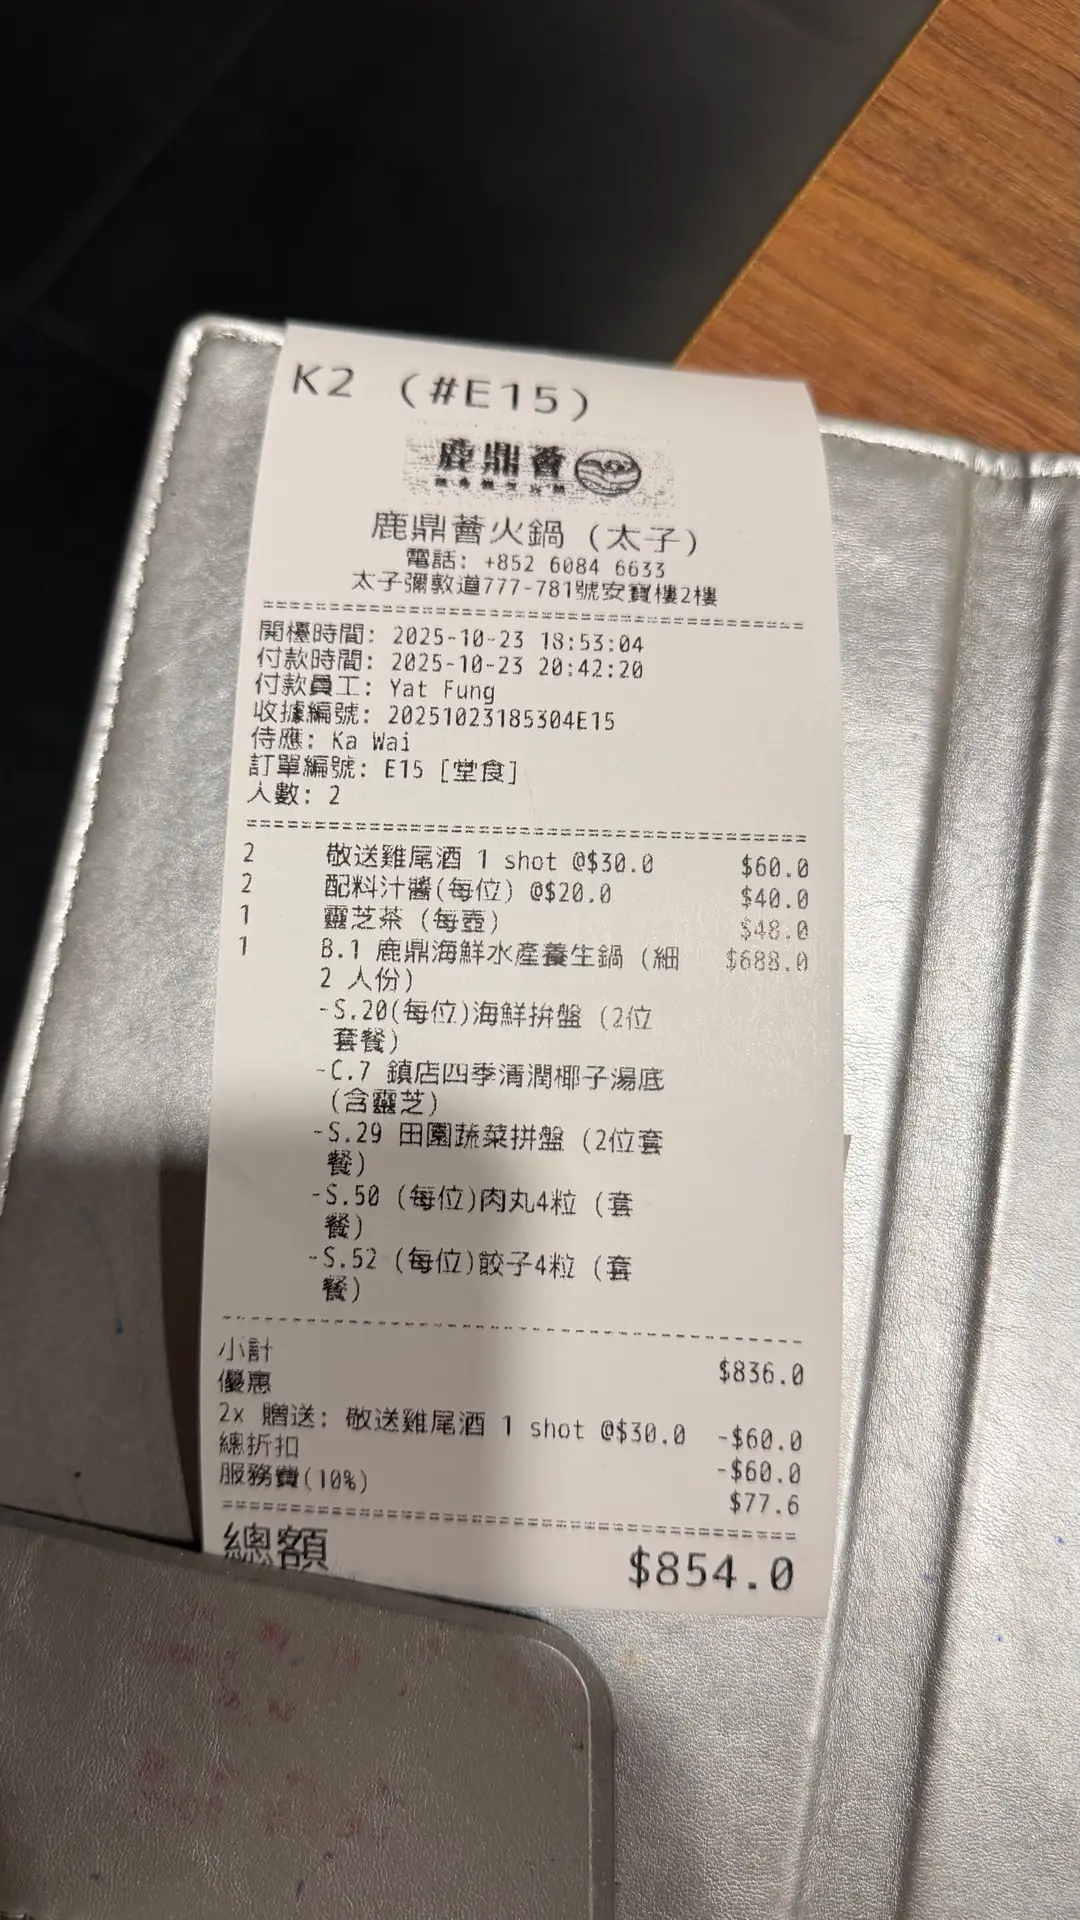 K2 (#E15)
鹿鼎薈
鹿鼎薈火鍋 (太子)
電話: +852 6084 6633
太子彌敦道777-781號安寶樓2樓
開檯時間: 2025-10-23 18:53:04
付款時間: 2025-10-23 20:42:20
付款員工: Yat Fung
收據編號: 20251023185304E15
侍應: Ka Wai
訂單編號: E15 [堂食]
人數: 2
2 敬送雞尾酒 1 shot @$30.0 $60.0
2 配料汁醬(每位) @$20.0 $40.0
1 靈芝茶 (每壺) $48.0
1 B.1 鹿鼎海鮮水產養生鍋 (細 $688.0
2 人份)
-S.20(每位)海鮮拼盤 (2位
套餐)
-C.7 鎮店四季清潤椰子湯底
(含靈芝)
-S.29 田園蔬菜拼盤 (2位套
餐)
-S.50 (每位)肉丸4粒 (套
餐)
-S.52 (每位)餃子4粒 (套
餐)
小計 $836.0
優惠
2x 贈送: 敬送雞尾酒 1 shot @$30.0 -$60.0
總折扣 -$60.0
服務費(10%) $77.6
總額 $854.0